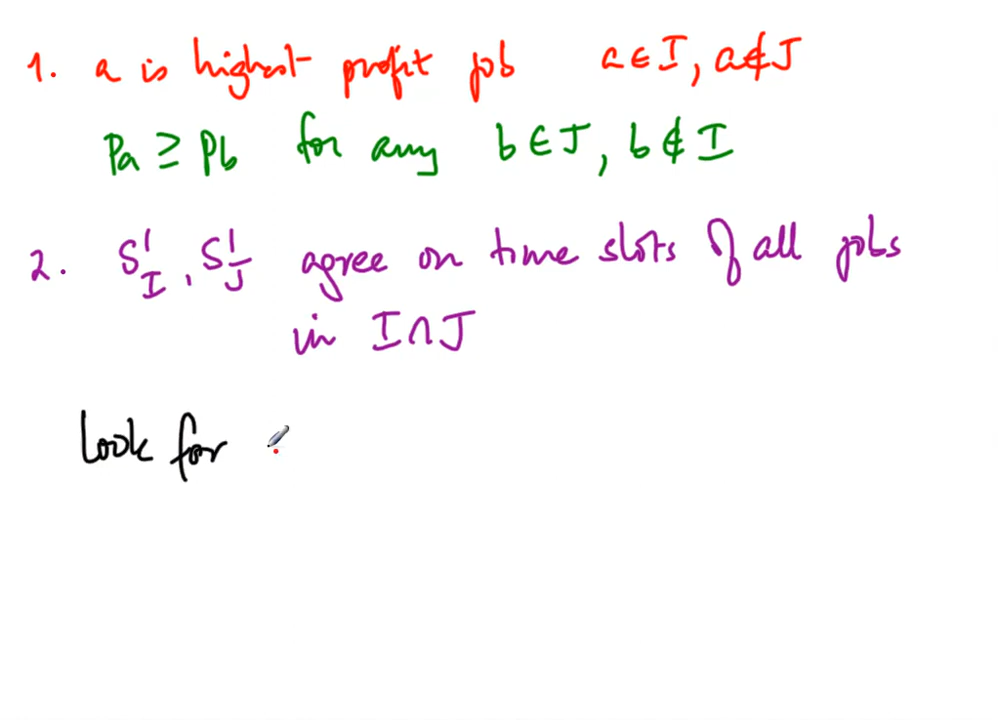 1. a is highest profit job a ∈ I, a ∉ J
Pa ≥ Pb for any b ∈ J, b ∉ I
2. S'I, S'J agree on time slots of all jobs
in I ∩ J
look for